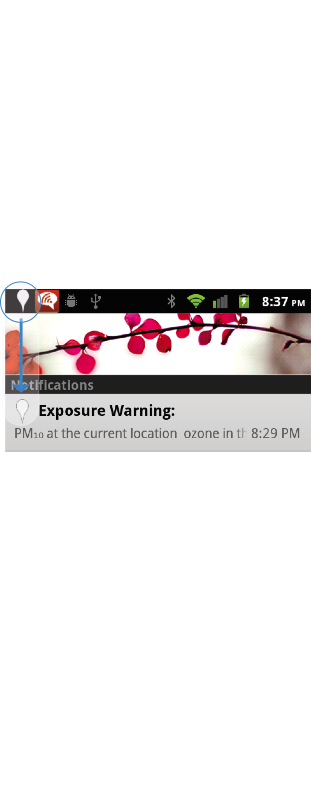 8:37 PM
Notifications
Exposure Warning:
PM₁₀ at the current location ozone in th 8:29 PM